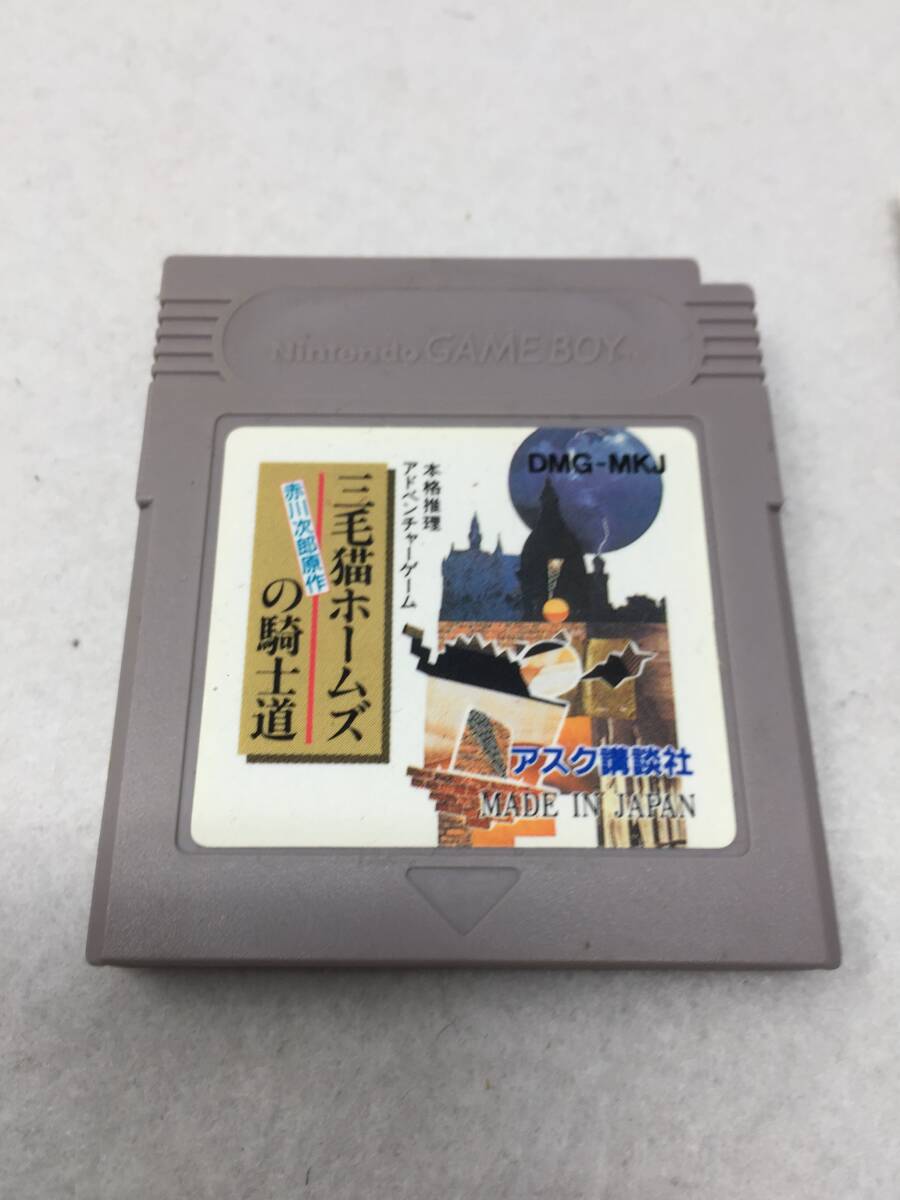 Nintendo GAME BOY
DMG-MKJ
本格推理
アドベンチャーゲーム
三毛猫ホームズ
の騎士道
赤川次郎原作
アスク講談社
MADE IN JAPAN